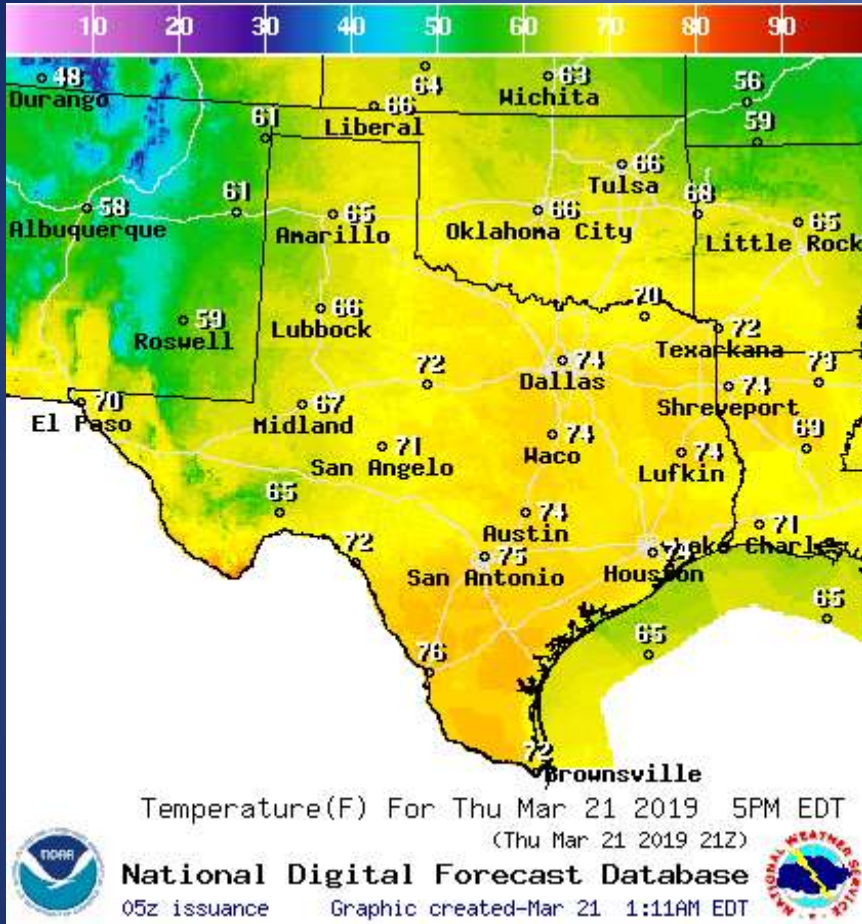 10 20 30 40 50 60 70 80 90
48 64 63 56
Durango Wichita
66
Liberal
61 59
66
Tulsa
58 61 65 66 68 65
Albuquerque Amarillo Oklahoma City Little Rock
59 66 70
Roswell Lubbock
72
Texarkana
72 74 73
Dallas
74
Shreveport
70 67
El Paso Midland
71 74 74 69
San Angelo Waco Lufkin
65 74 71
Austin
Lake Charles
72 75 74
San Antonio Houston
65
65
76
72
Brownsville
Temperature(F) For Thu Mar 21 2019 5PM EDT
(Thu Mar 21 2019 21Z)
NOAA
National Digital Forecast Database
05z issuance Graphic created-Mar 21 1:11AM EDT
NATIONAL WEATHER SERVICE